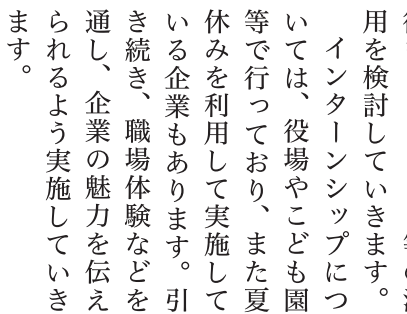 用を検討していきます。
インターンシップにつ
いては、役場やこども園
等で行っており、また夏
休みを利用して実施して
いる企業もあります。引
き続き、職場体験などを
通し、企業の魅力を伝え
られるよう実施していき
ます。